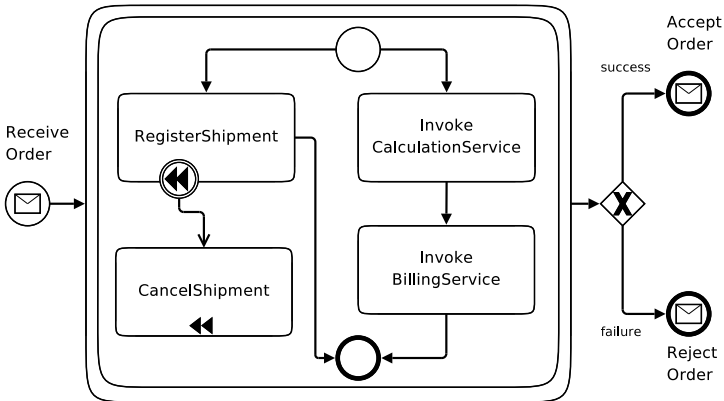 Accept
Order
success
Receive
Order
RegisterShipment
Invoke
CalculationService
CancelShipment
Invoke
BillingService
failure
Reject
Order